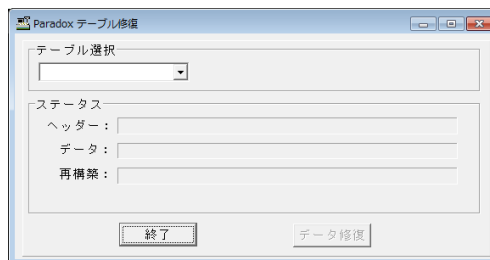 Paradox テーブル修復
テーブル選択
ステータス
ヘッダー：
データ：
再構築：
終了
データ修復